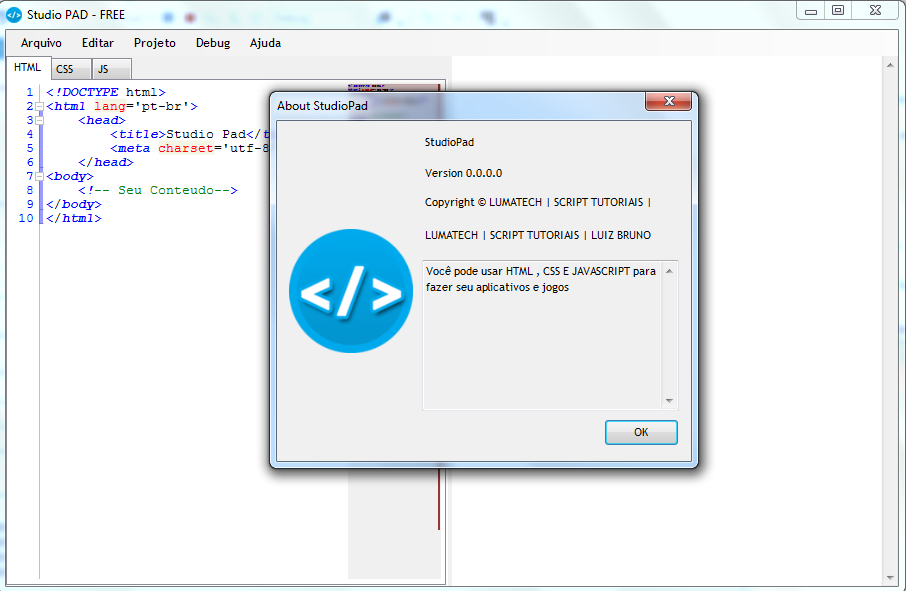 Studio PAD - FREE
Arquivo Editar Projeto Debug Ajuda
HTML CSS JS
1 <!DOCTYPE html>
2 <html lang='pt-br'>
3 <head>
4 <title>Studio Pad</
5 <meta charset='utf-8
6 </head>
7 <body>
8 <!-- Seu Conteudo-->
9 </body>
10 </html>
About StudioPad
StudioPad
Version 0.0.0.0
Copyright © LUMATECH | SCRIPT TUTORIAIS |
LUMATECH | SCRIPT TUTORIAIS | LUIZ BRUNO
Você pode usar HTML , CSS E JAVASCRIPT para
fazer seu aplicativos e jogos
OK